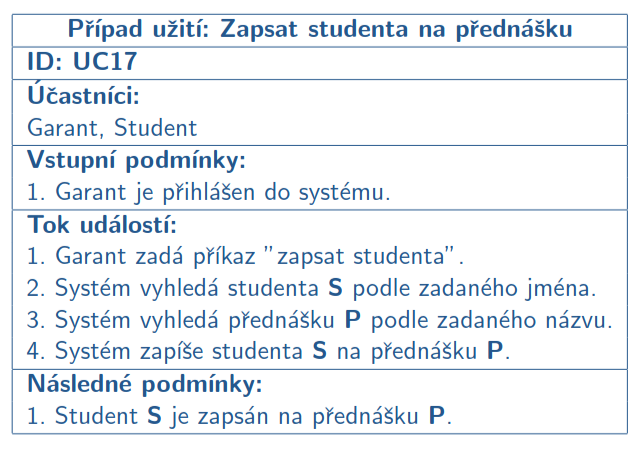 Případ užití: Zapsat studenta na přednášku
ID: UC17
Účastníci:
Garant, Student
Vstupní podmínky:
1. Garant je přihlášen do systému.
Tok událostí:
1. Garant zadá příkaz "zapsat studenta".
2. Systém vyhledá studenta S podle zadaného jména.
3. Systém vyhledá přednášku P podle zadaného názvu.
4. Systém zapíše studenta S na přednášku P.
Následné podmínky:
1. Student S je zapsán na přednášku P.